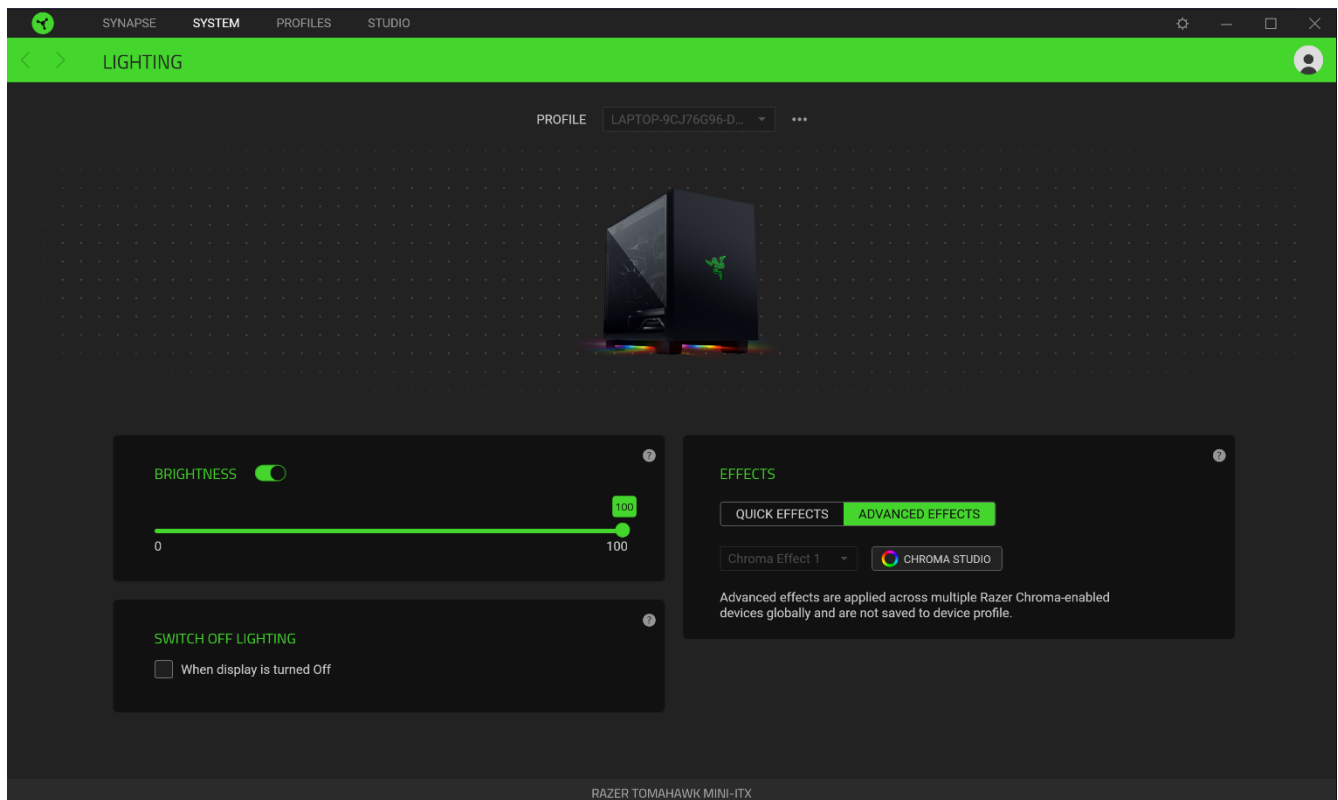 SYNAPSE SYSTEM PROFILES STUDIO
LIGHTING
PROFILE LAPTOP-9CJ76G96-D... 
BRIGHTNESS
100
0 100
SWITCH OFF LIGHTING
When display is turned Off
EFFECTS
QUICK EFFECTS ADVANCED EFFECTS
Chroma Effect 1 CHROMA STUDIO
Advanced effects are applied across multiple Razer Chroma-enabled
devices globally and are not saved to device profile.
RAZER TOMAHAWK MINI-ITX